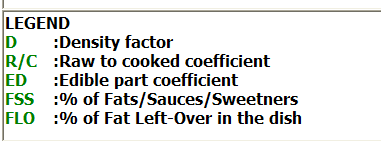 LEGEND
D :Density factor
R/C :Raw to cooked coefficient
ED :Edible part coefficient
FSS :% of Fats/Sauces/Sweetners
FLO :% of Fat Left-Over in the dish